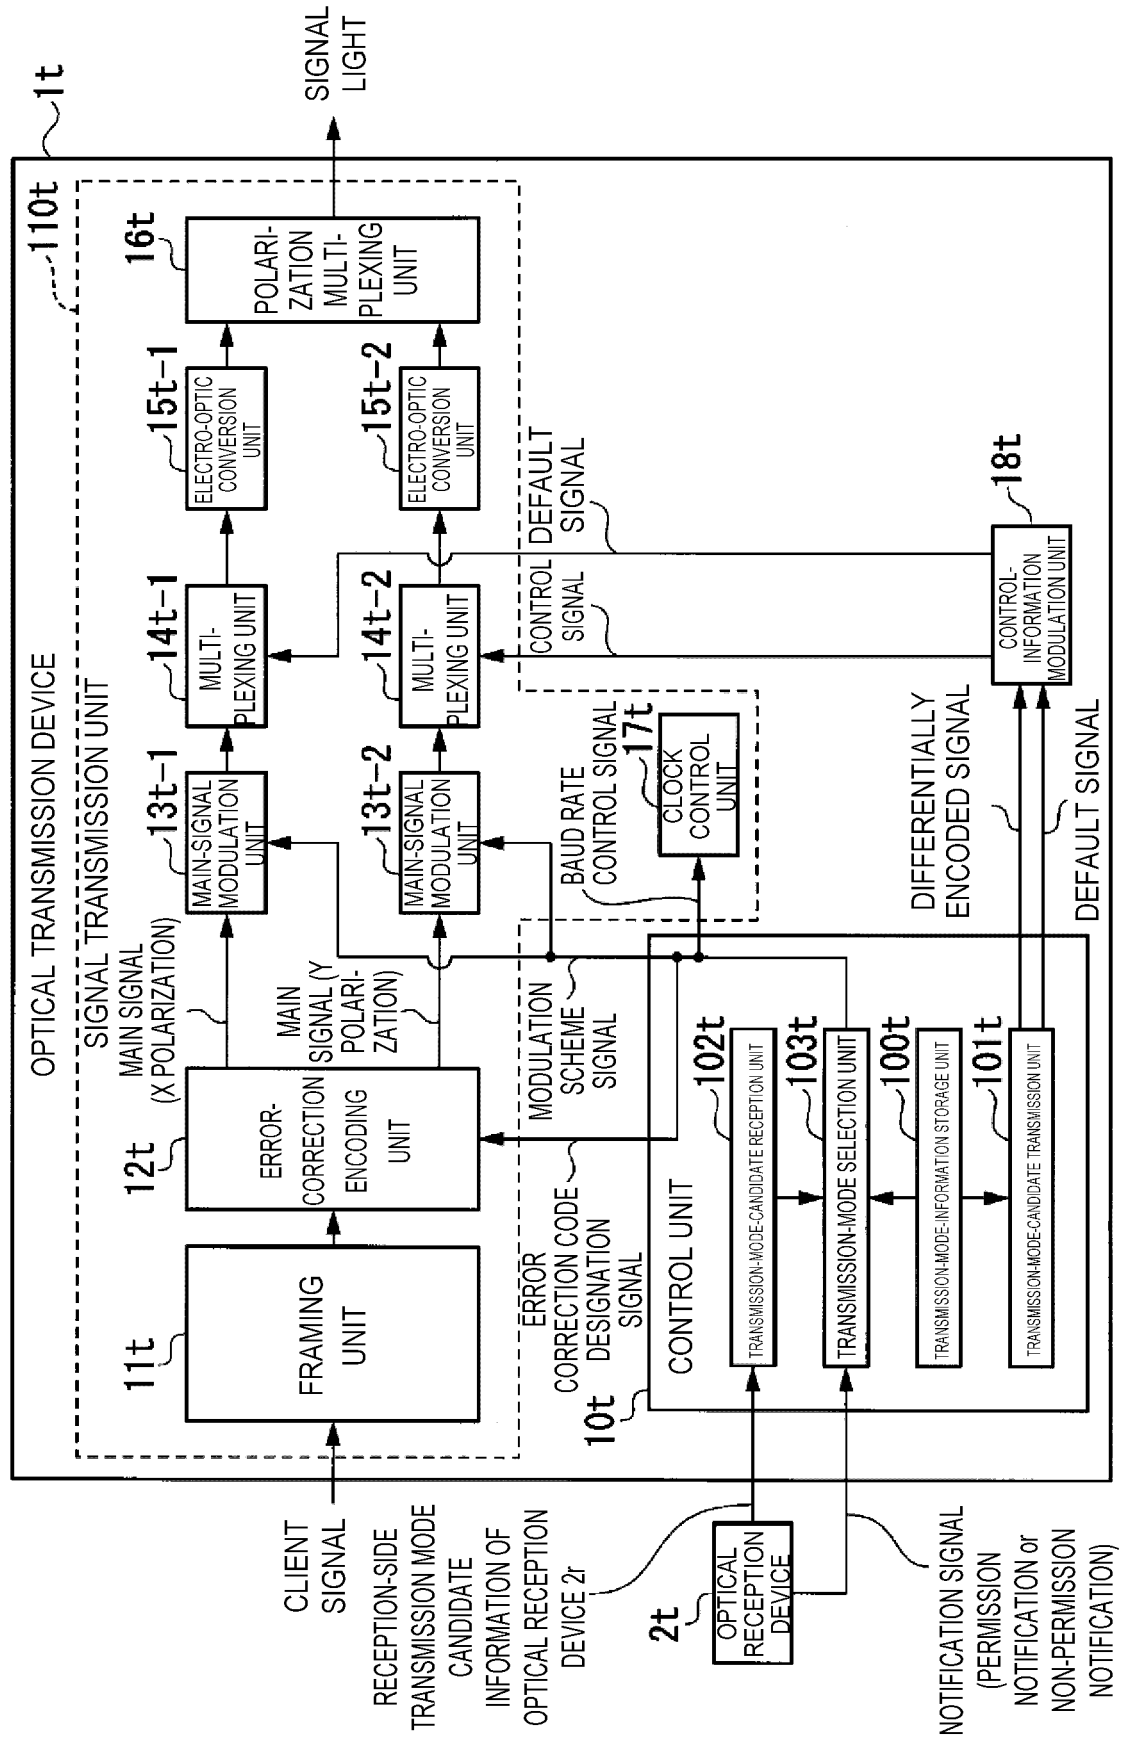 OPTICAL TRANSMISSION DEVICE
1t
110t
SIGNAL TRANSMISSION UNIT
CLIENT
SIGNAL
11t
FRAMING
UNIT
12t
ERROR-
CORRECTION
ENCODING
UNIT
MAIN SIGNAL
(X POLARIZATION)
MAIN
SIGNAL (Y
POLARI-
ZATION)
13t-1
MAIN-SIGNAL
MODULATION
UNIT
13t-2
MAIN-SIGNAL
MODULATION
UNIT
14t-1
MULTI-
PLEXING UNIT
14t-2
MULTI-
PLEXING UNIT
15t-1
ELECTRO-OPTIC
CONVERSION
UNIT
15t-2
ELECTRO-OPTIC
CONVERSION
UNIT
16t
POLARI-
ZATION
MULTI-
PLEXING
UNIT
SIGNAL
LIGHT
ERROR
CORRECTION CODE
DESIGNATION
SIGNAL
MODULATION
SCHEME
SIGNAL
BAUD RATE
CONTROL SIGNAL
17t
CLOCK
CONTROL
UNIT
CONTROL
SIGNAL
DEFAULT
SIGNAL
18t
CONTROL-
INFORMATION
MODULATION UNIT
DIFFERENTIALLY
ENCODED SIGNAL
DEFAULT SIGNAL
10t
CONTROL UNIT
102t
TRANSMISSION-MODE-CANDIDATE RECEPTION UNIT
103t
TRANSMISSION-MODE SELECTION UNIT
100t
TRANSMISSION-MODE-INFORMATION STORAGE UNIT
101t
TRANSMISSION-MODE-CANDIDATE TRANSMISSION UNIT
RECEPTION-SIDE
TRANSMISSION MODE
CANDIDATE
INFORMATION OF
OPTICAL RECEPTION
DEVICE 2r
2t
OPTICAL
RECEPTION
DEVICE
NOTIFICATION SIGNAL
(PERMISSION
NOTIFICATION or
NON-PERMISSION
NOTIFICATION)